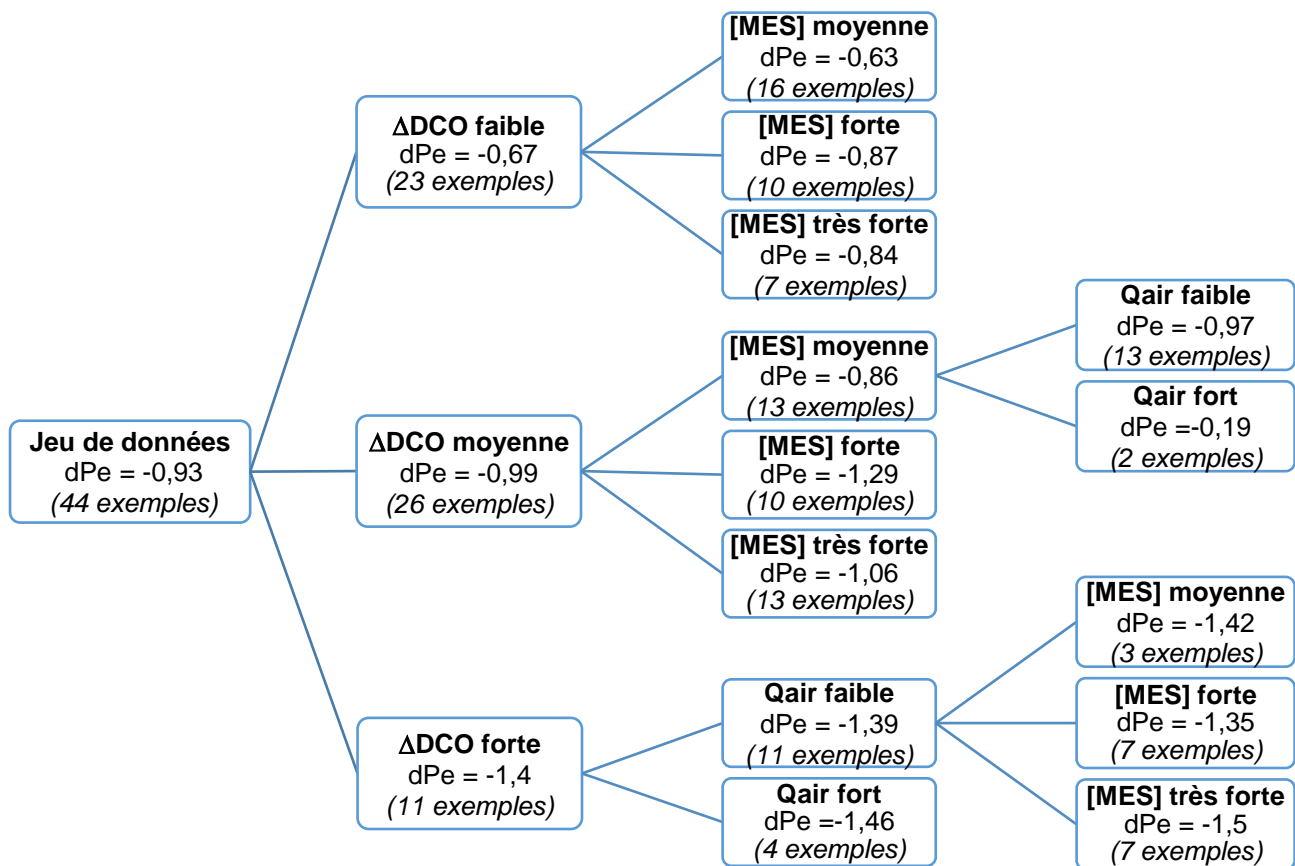 Jeu de données
dPe = -0,93
(44 exemples)
∆DCO faible
dPe = -0,67
(23 exemples)
[MES] moyenne
dPe = -0,63
(16 exemples)
[MES] forte
dPe = -0,87
(10 exemples)
[MES] très forte
dPe = -0,84
(7 exemples)
∆DCO moyenne
dPe = -0,99
(26 exemples)
[MES] moyenne
dPe = -0,86
(13 exemples)
Qair faible
dPe = -0,97
(13 exemples)
Qair fort
dPe =-0,19
(2 exemples)
[MES] forte
dPe = -1,29
(10 exemples)
[MES] très forte
dPe = -1,06
(13 exemples)
∆DCO forte
dPe = -1,4
(11 exemples)
Qair faible
dPe = -1,39
(11 exemples)
[MES] moyenne
dPe = -1,42
(3 exemples)
[MES] forte
dPe = -1,35
(7 exemples)
[MES] très forte
dPe = -1,5
(7 exemples)
Qair fort
dPe =-1,46
(4 exemples)